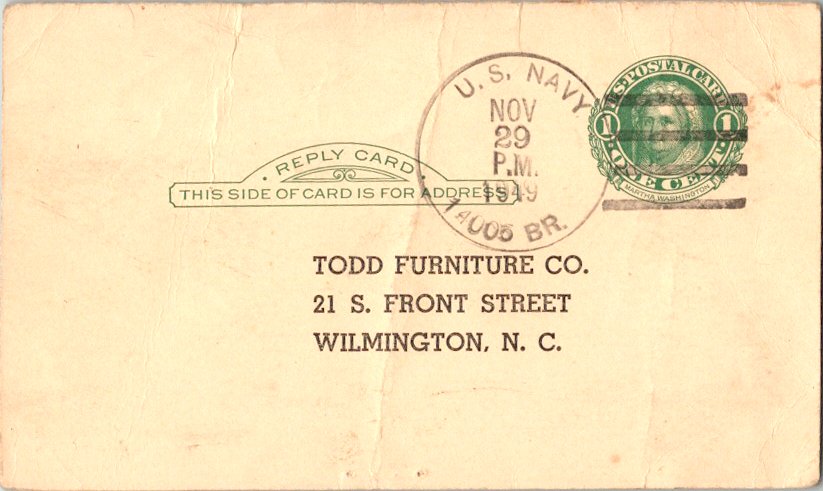 U. S. NAVY
NOV
29
P.M.
1949
BR.
U.S. POSTAL CARD
1 1
ONE CENT
MARTHA WASHINGTON
REPLY CARD
THIS SIDE OF CARD IS FOR ADDRESS
TODD FURNITURE CO.
21 S. FRONT STREET
WILMINGTON, N. C.